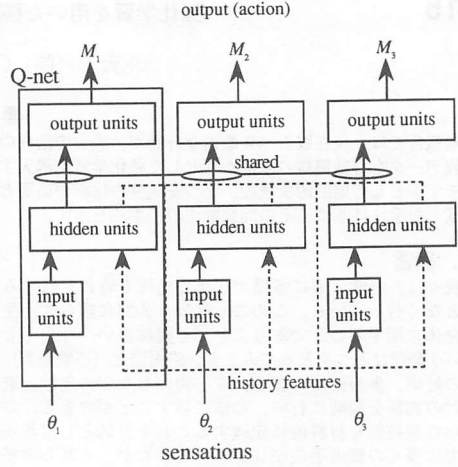 output (action)
M₁ M₂ M₃
Q-net
output units output units output units
shared
hidden units hidden units hidden units
input units input units input units
history features
θ₁ θ₂ θ₃
sensations